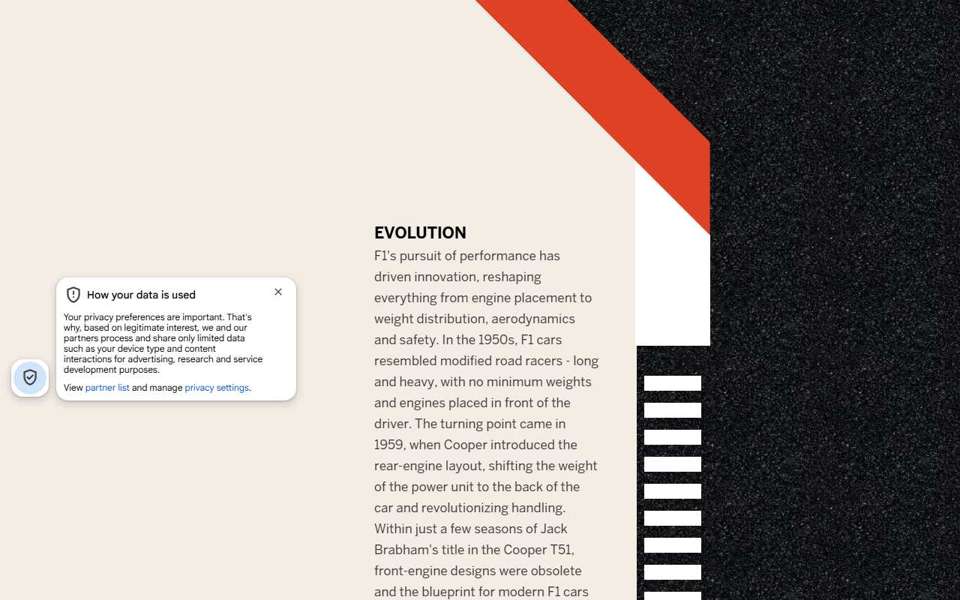 EVOLUTION
F1's pursuit of performance has
driven innovation, reshaping
everything from engine placement to
weight distribution, aerodynamics
and safety. In the 1950s, F1 cars
resembled modified road racers - long
and heavy, with no minimum weights
and engines placed in front of the
driver. The turning point came in
1959, when Cooper introduced the
rear-engine layout, shifting the weight
of the power unit to the back of the
car and revolutionizing handling.
Within just a few seasons of Jack
Brabham's title in the Cooper T51,
front-engine designs were obsolete
and the blueprint for modern F1 cars
How your data is used
Your privacy preferences are important. That's
why, based on legitimate interest, we and our
partners process and share only limited data
such as your device type and content
interactions for advertising, research and service
development purposes.
View partner list and manage privacy settings.